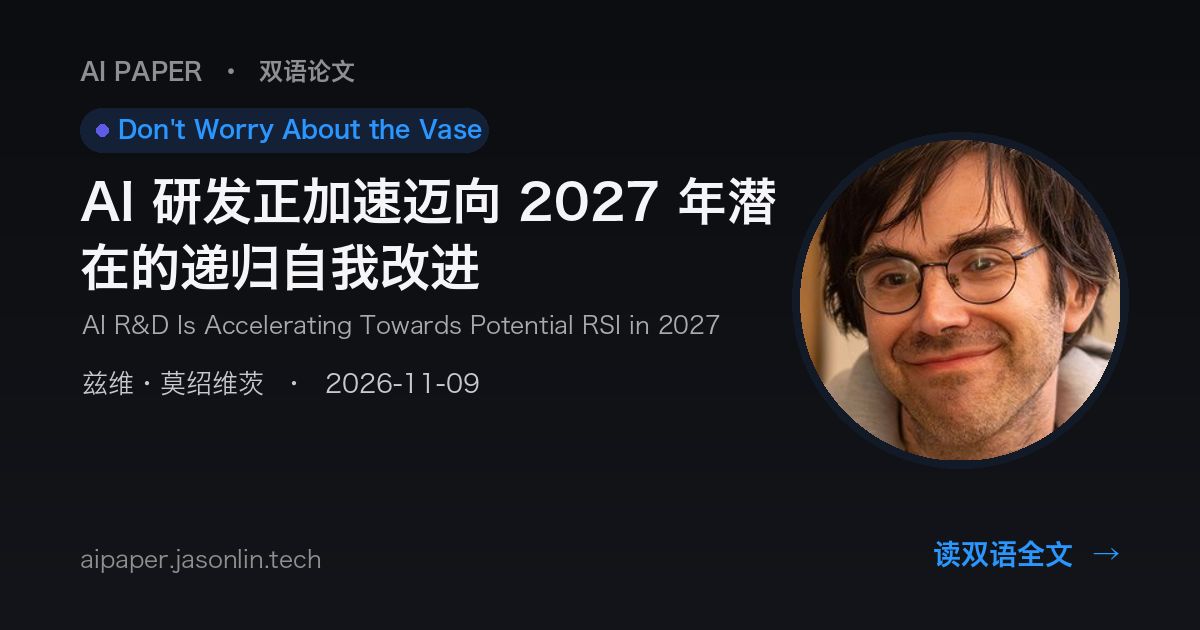 AI PAPER · 双语论文
Don't Worry About the Vase
AI 研发正加速迈向 2027 年潜
在的递归自我改进
AI R&D Is Accelerating Towards Potential RSI in 2027
兹维·莫绍维茨 · 2026-11-09
aipaper.jasonlin.tech
读双语全文 →